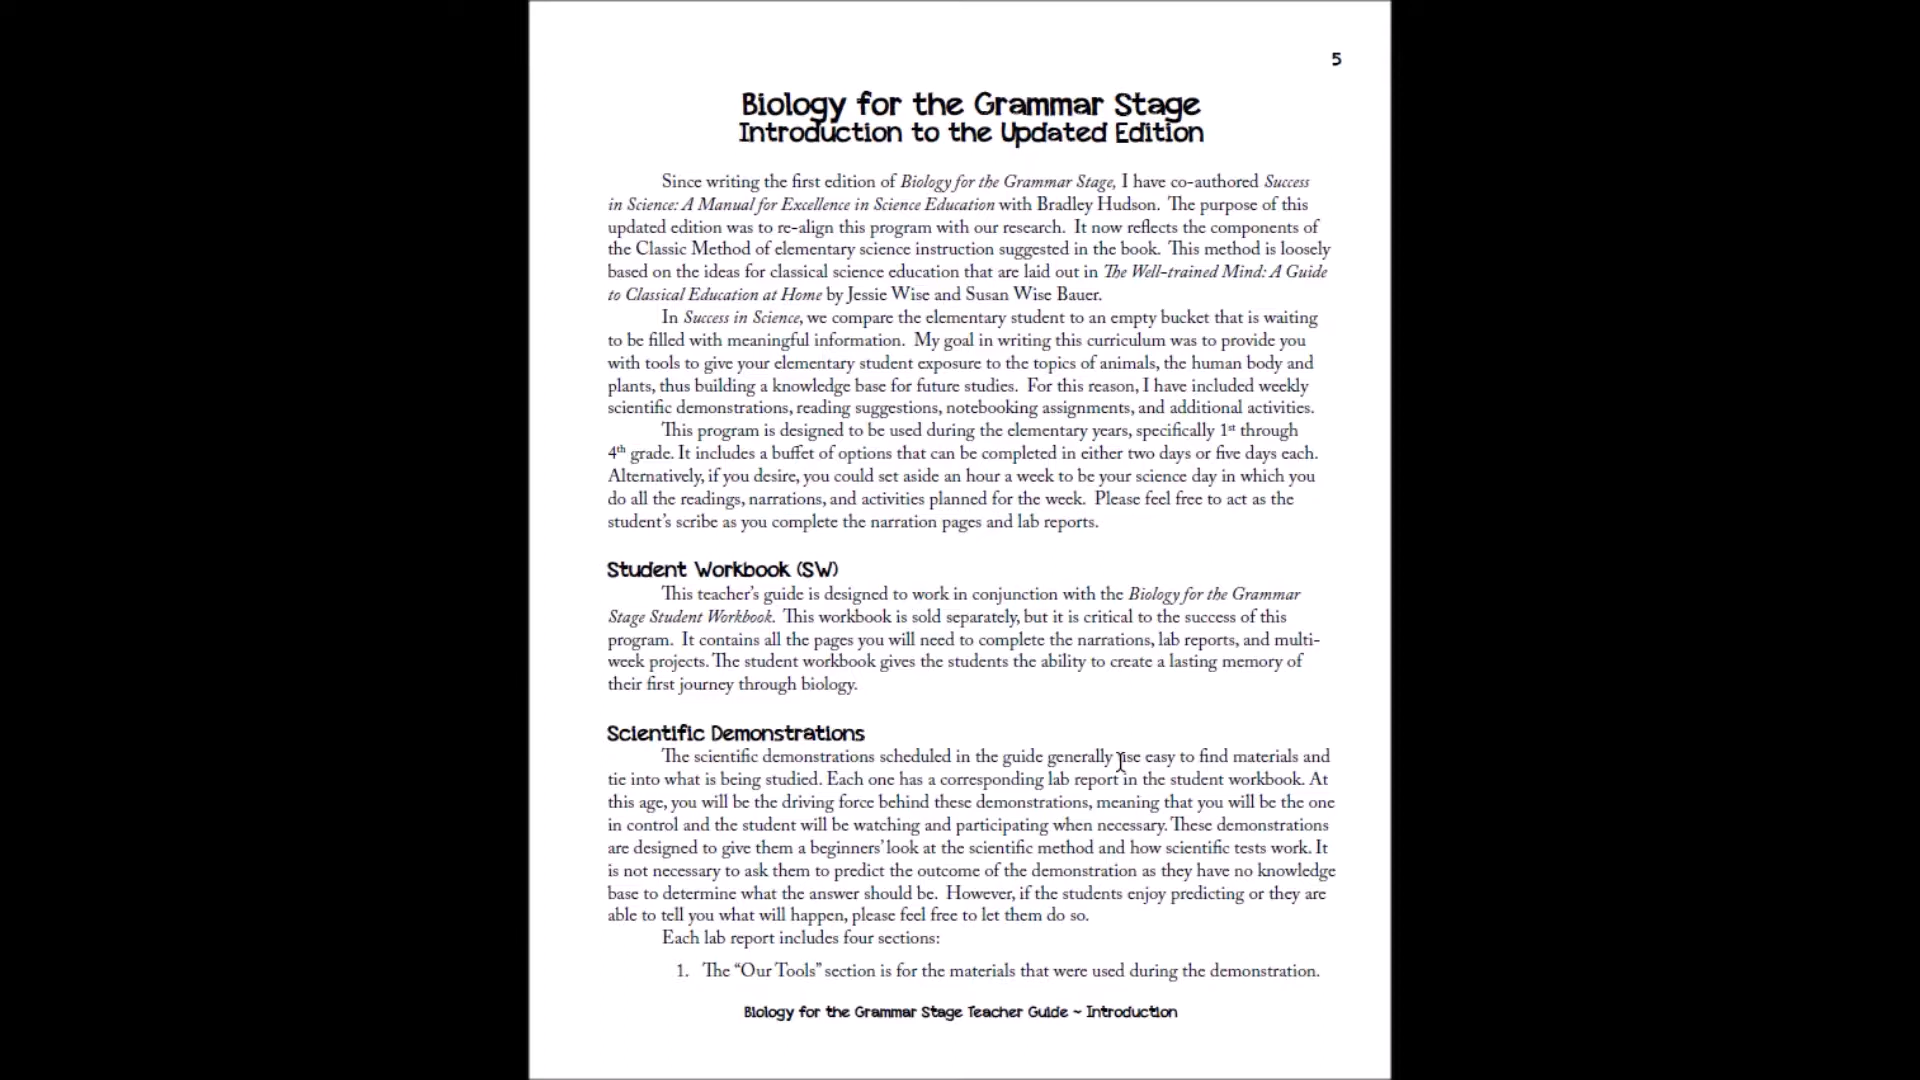 5
Biology for the Grammar Stage
Introduction to the Updated Edition
Since writing the first edition of Biology for the Grammar Stage, I have co-authored Success
in Science: A Manual for Excellence in Science Education with Bradley Hudson. The purpose of this
updated edition was to re-align this program with our research. It now reflects the components of
the Classic Method of elementary science instruction suggested in the book. This method is loosely
based on the ideas for classical science education that are laid out in The Well-trained Mind: A Guide
to Classical Education at Home by Jessie Wise and Susan Wise Bauer.
In Success in Science, we compare the elementary student to an empty bucket that is waiting
to be filled with meaningful information. My goal in writing this curriculum was to provide you
with tools to give your elementary student exposure to the topics of animals, the human body and
plants, thus building a knowledge base for future studies. For this reason, I have included weekly
scientific demonstrations, reading suggestions, notebooking assignments, and additional activities.
This program is designed to be used during the elementary years, specifically 1st through
4th grade. It includes a buffet of options that can be completed in either two days or five days each.
Alternatively, if you desire, you could set aside an hour a week to be your science day in which you
do all the readings, narrations, and activities planned for the week. Please feel free to act as the
student's scribe as you complete the narration pages and lab reports.
Student Workbook (SW)
This teacher's guide is designed to work in conjunction with the Biology for the Grammar
Stage Student Workbook. This workbook is sold separately, but it is critical to the success of this
program. It contains all the pages you will need to complete the narrations, lab reports, and multi-
week projects. The student workbook gives the students the ability to create a lasting memory of
their first journey through biology.
Scientific Demonstrations
The scientific demonstrations scheduled in the guide generally use easy to find materials and
tie into what is being studied. Each one has a corresponding lab report in the student workbook. At
this age, you will be the driving force behind these demonstrations, meaning that you will be the one
in control and the student will be watching and participating when necessary. These demonstrations
are designed to give them a beginners' look at the scientific method and how scientific tests work. It
is not necessary to ask them to predict the outcome of the demonstration as they have no knowledge
base to determine what the answer should be. However, if the students enjoy predicting or they are
able to tell you what will happen, please feel free to let them do so.
Each lab report includes four sections:
1. The “Our Tools” section is for the materials that were used during the demonstration.
Biology for the Grammar Stage Teacher Guide ~ Introduction